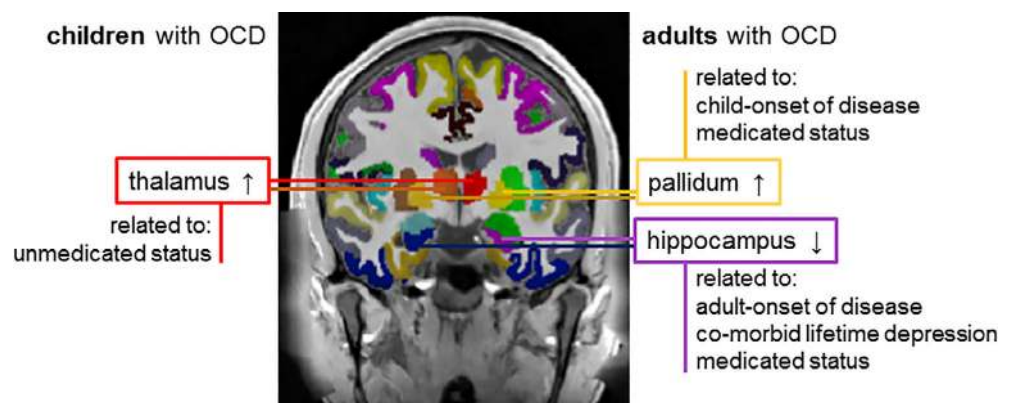 children with OCD
thalamus ↑
related to:
unmedicated status
adults with OCD
related to:
child-onset of disease
medicated status
pallidum ↑
hippocampus ↓
related to:
adult-onset of disease
co-morbid lifetime depression
medicated status